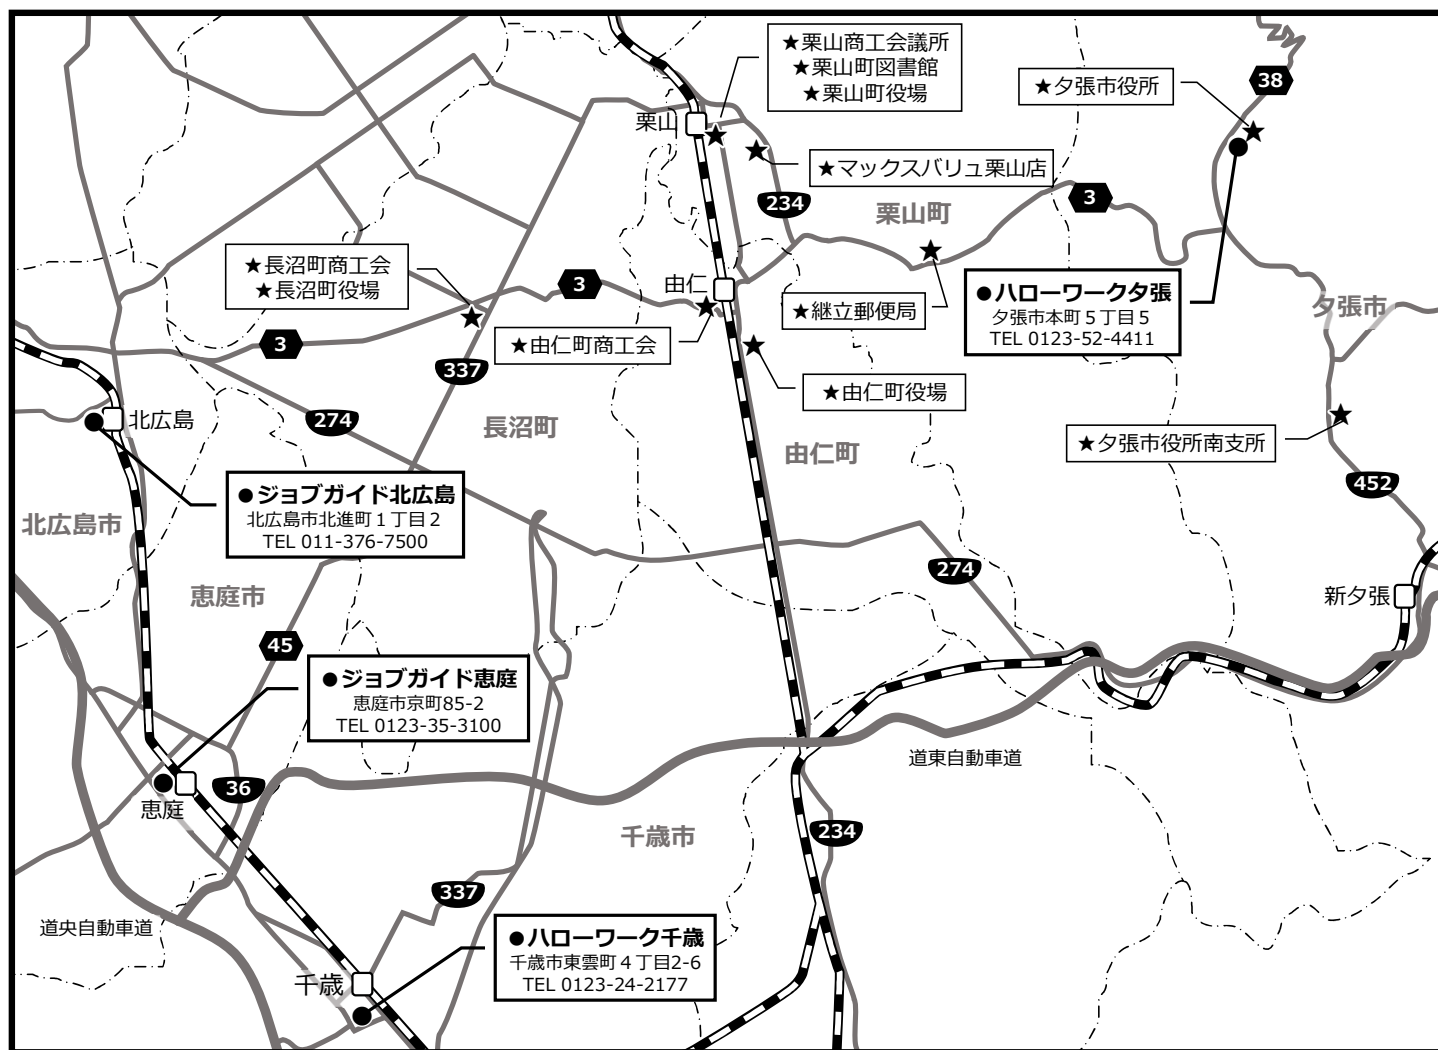 ★栗山商工会議所
★栗山町図書館
★栗山町役場
★夕張市役所
38
栗山
★マックスバリュ栗山店
234
3
栗山町
★長沼町商工会
★長沼町役場
3
由仁
★継立郵便局
●ハローワーク夕張
夕張市本町5丁目5
TEL 0123-52-4411
夕張市
3
★由仁町商工会
337
★由仁町役場
北広島
274
長沼町
由仁町
★夕張市役所南支所
452
●ジョブガイド北広島
北広島市北進町1丁目2
TEL 011-376-7500
北広島市
恵庭市
274
新夕張
45
●ジョブガイド恵庭
恵庭市京町85-2
TEL 0123-35-3100
道東自動車道
36
恵庭
千歳市
234
337
道央自動車道
●ハローワーク千歳
千歳市東雲町4丁目2-6
TEL 0123-24-2177
千歳